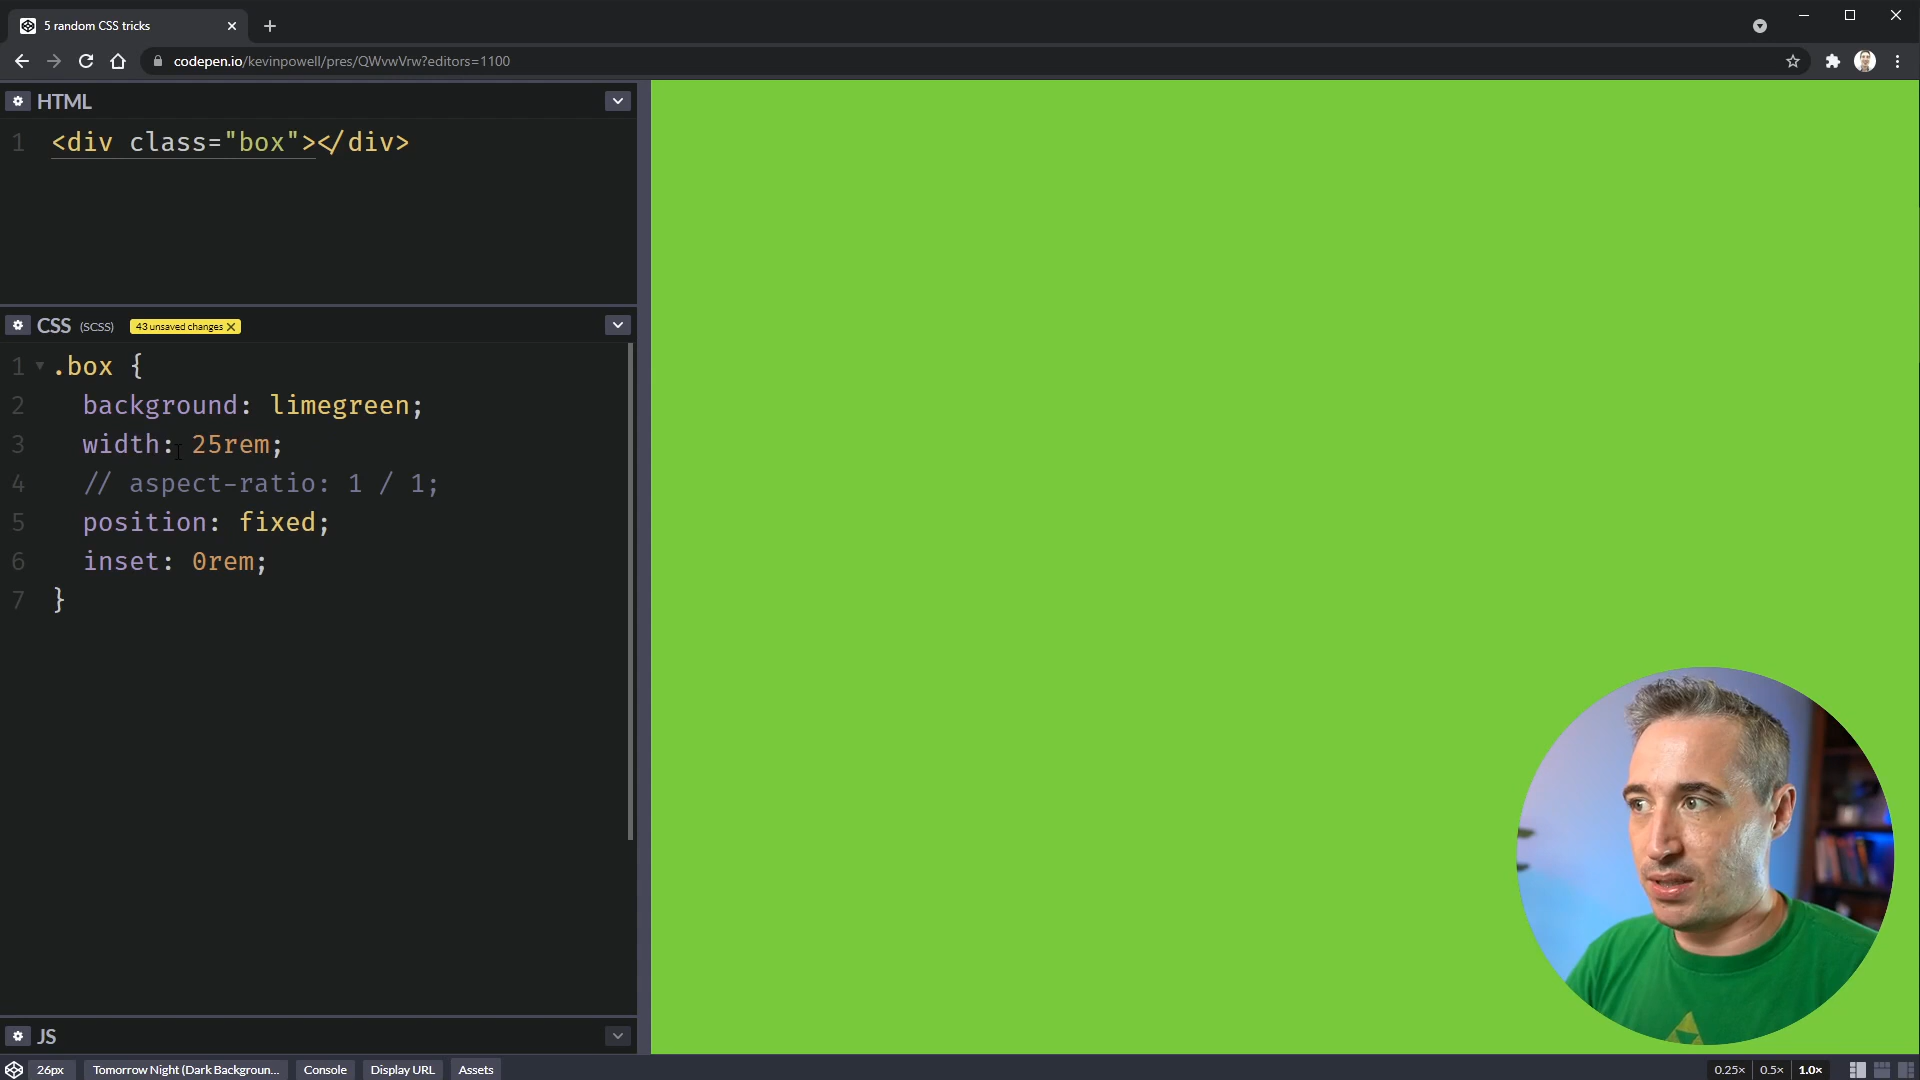 5 random CSS tricks
codepen.io/kevinpowell/pres/QWvwVrw?editors=1100
HTML
1 <div class="box"></div>
CSS (SCSS) 43 unsaved changes
1 .box {
2 background: limegreen;
3 width: 25rem;
4 // aspect-ratio: 1 / 1;
5 position: fixed;
6 inset: 0rem;
7 }
JS
26px Tomorrow Night (Dark Backgroun... Console Display URL Assets 0.25× 0.5× 1.0×